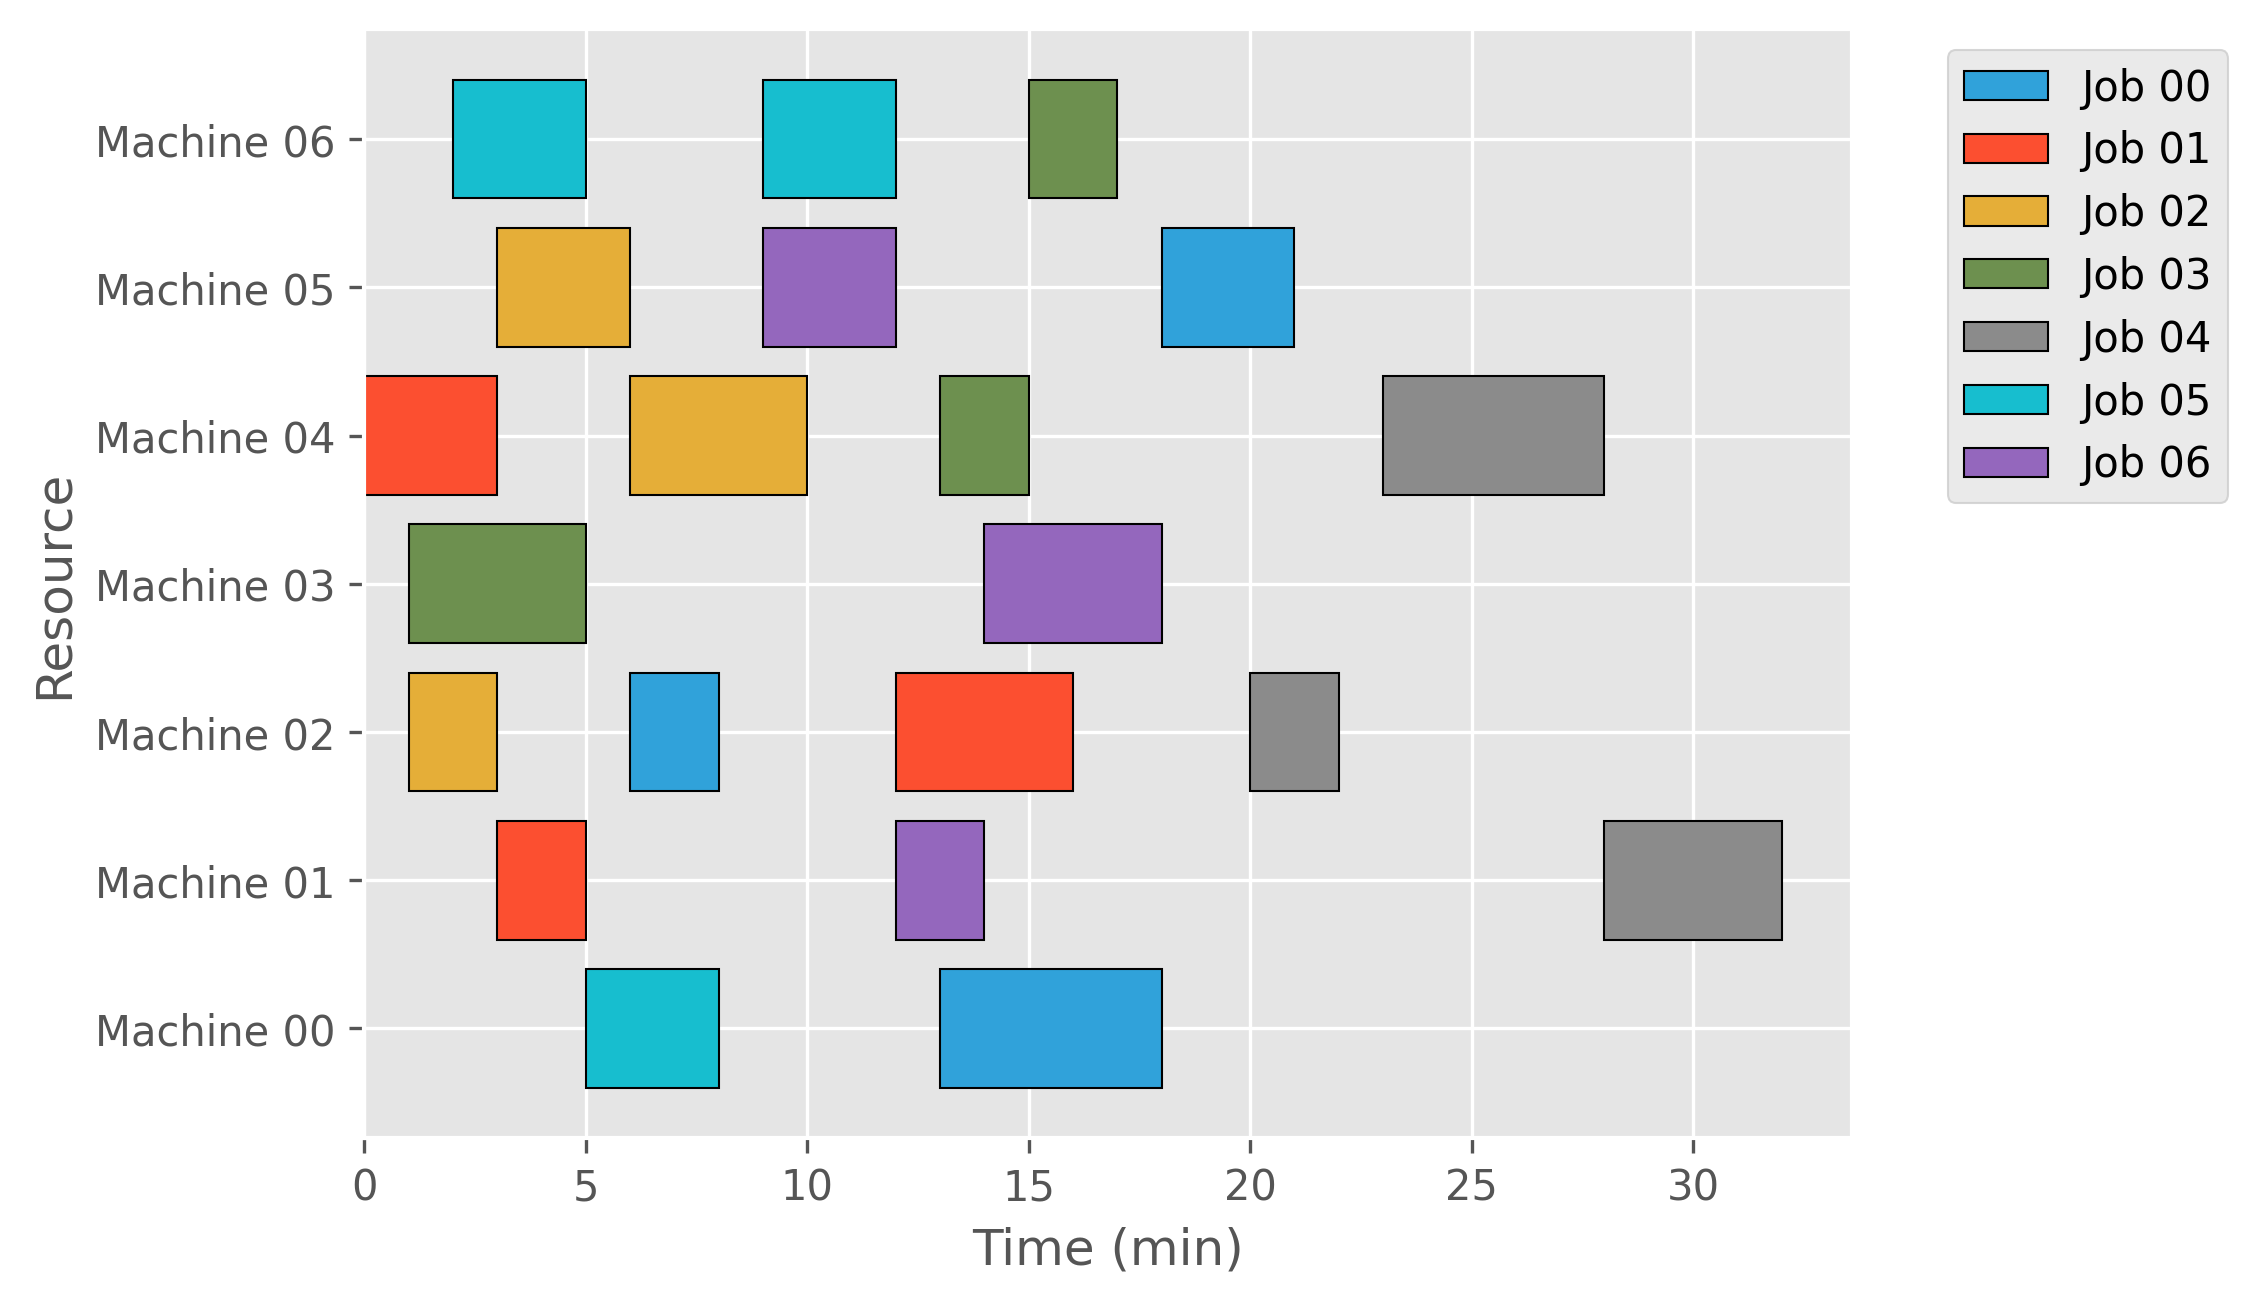 Machine 06
Machine 05
Machine 04
Machine 03
Machine 02
Machine 01
Machine 00
Resource
0 5 10 15 20 25 30
Time (min)
Job 00
Job 01
Job 02
Job 03
Job 04
Job 05
Job 06